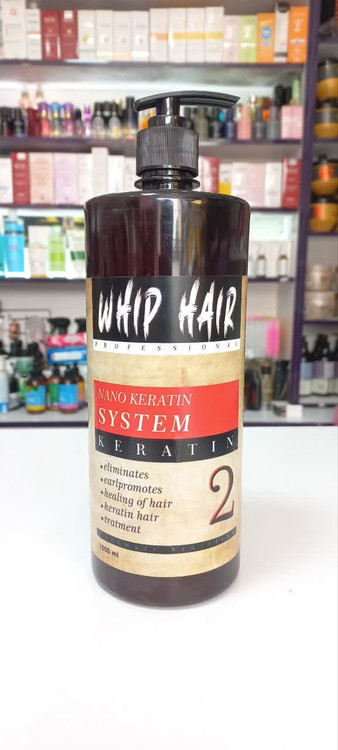 WHIP HAIR
PROFESSIONAL
NANO KERATIN
SYSTEM
KERATIN
•eliminates
•earlpromotes
•healing of hair
•keratin hair
•tratment
2
1000 ml